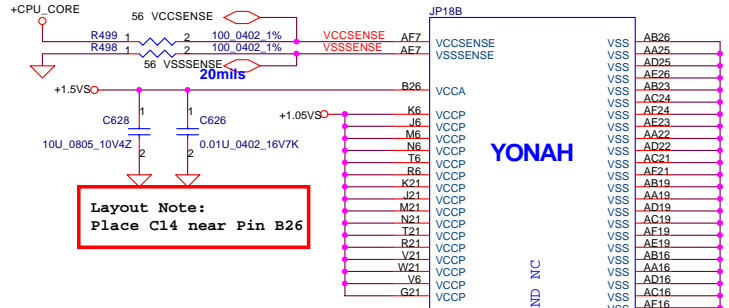 +CPU_CORE
JP18B
56 VCCSENSE
R499 1 2 100_0402_1% VCCSENSE AF7 VCCSENSE VSS AB26
R498 1 2 100_0402_1% VSSSENSE AE7 VSSSENSE VSS AA25
56 VSSSENSE VSS AD25
20mils VSS AE26
+1.5VS B26 VCCA VSS AB23
VSS AC24
+1.05VS K6 VCCP VSS AF24
1 C628 1 C626 J6 VCCP VSS AE23
M6 VCCP VSS AA22
10U_0805_10V4Z 2 0.01U_0402_16V7K 2 N6 VCCP VSS AD22
T6 VCCP VSS AC21
R6 VCCP VSS AF21
K21 VCCP VSS AB19
J21 VCCP VSS AA19
M21 VCCP VSS AD19
N21 VCCP VSS AC19
T21 VCCP VSS AF19
R21 VCCP VSS AE19
V21 VCCP VSS AB16
W21 VCCP VSS AA16
V6 VCCP VSS AD16
G21 VCCP VSS AC16
VSS AF16
YONAH
Layout Note:
Place C14 near Pin B26
ND NC